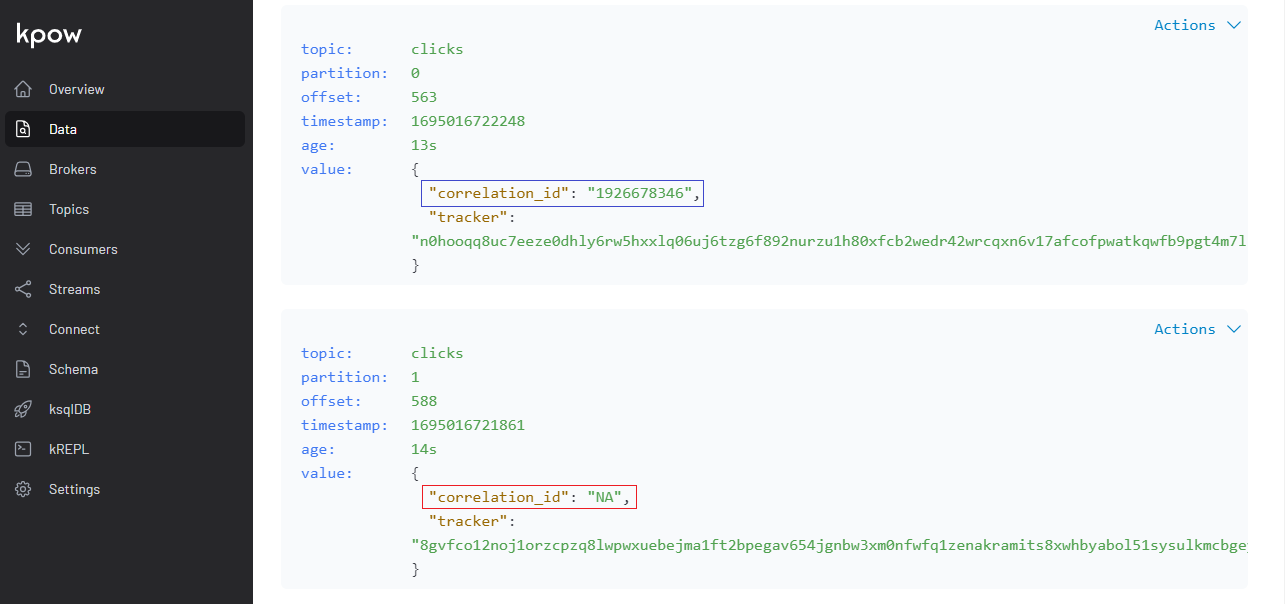 kpow
Overview
Data
Brokers
Topics
Consumers
Streams
Connect
Schema
ksqlDB
kREPL
Settings
Actions
topic: clicks
partition: 0
offset: 563
timestamp: 1695016722248
age: 13s
value: {
"correlation_id": "1926678346",
"tracker":
"n0hooqq8uc7eeze0dhly6rw5hxxlq06uj6tzg6f892nurzu1h80xfcb2wedr42wrcqxn6v17afcofpwatkqwfb9pgt4m7l
}
Actions
topic: clicks
partition: 1
offset: 588
timestamp: 1695016721861
age: 14s
value: {
"correlation_id": "NA",
"tracker":
"8gvfco12noj1orzcpzq8lwpwxuebejma1ft2bpegav654jgnbw3xm0nfwfq1zenakramits8xwhbyabol51sysulkmcbge
}